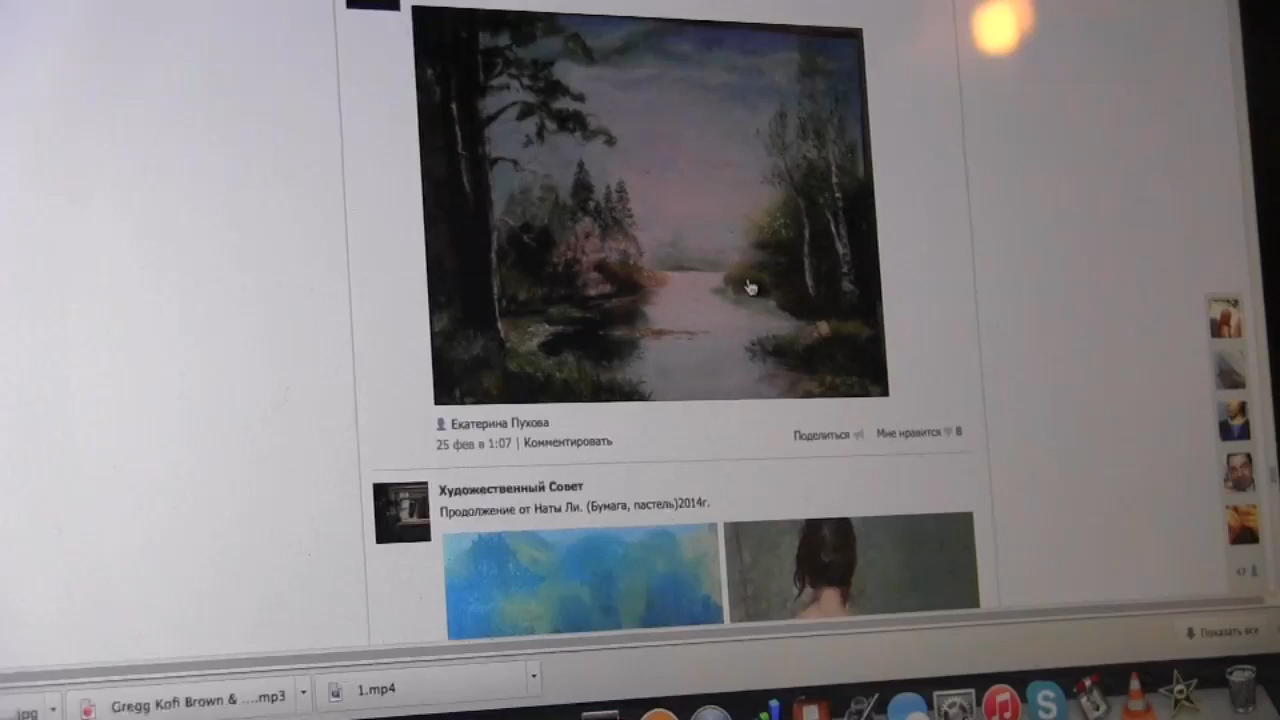 Екатерина Пухова
25 фев в 1:07 | Комментировать
Поделиться
Мне нравится 8
Художественный Совет
Продолжение от Наты Ли. (Бумага, пастель)2014г.
47
Показать все
.jpg
Gregg Kofi Brown & ....mp3
1.mp4